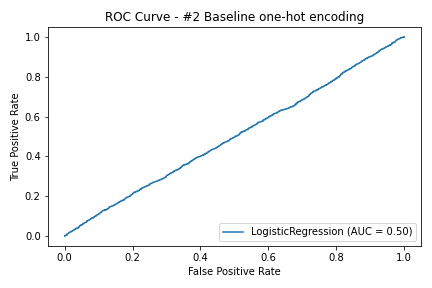 ROC Curve - #2 Baseline one-hot encoding
True Positive Rate
1.0
0.8
0.6
0.4
0.2
0.0
LogisticRegression (AUC = 0.50)
0.0 0.2 0.4 0.6 0.8 1.0
False Positive Rate